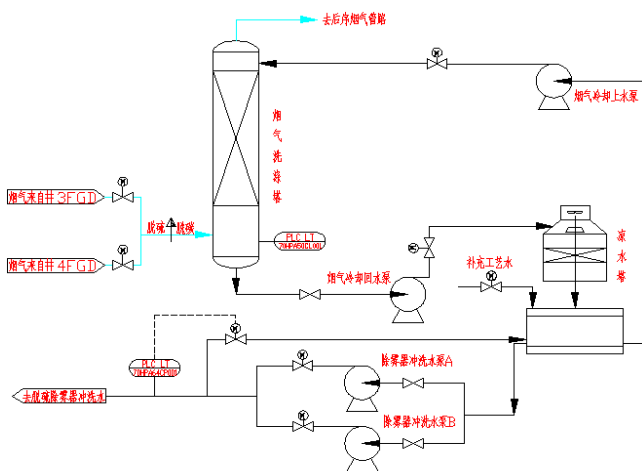 去后序烟气管路
烟气冷却上水泵
烟气洗涤塔
烟气来自#3FGD
脱硫
脱碱
PLC LT
烟气来自#4FGD
凉水塔
烟气冷却回水泵
补充工艺水
PLC LT
除雾器冲洗水泵A
去脱硫除雾器冲洗水
除雾器冲洗水泵B